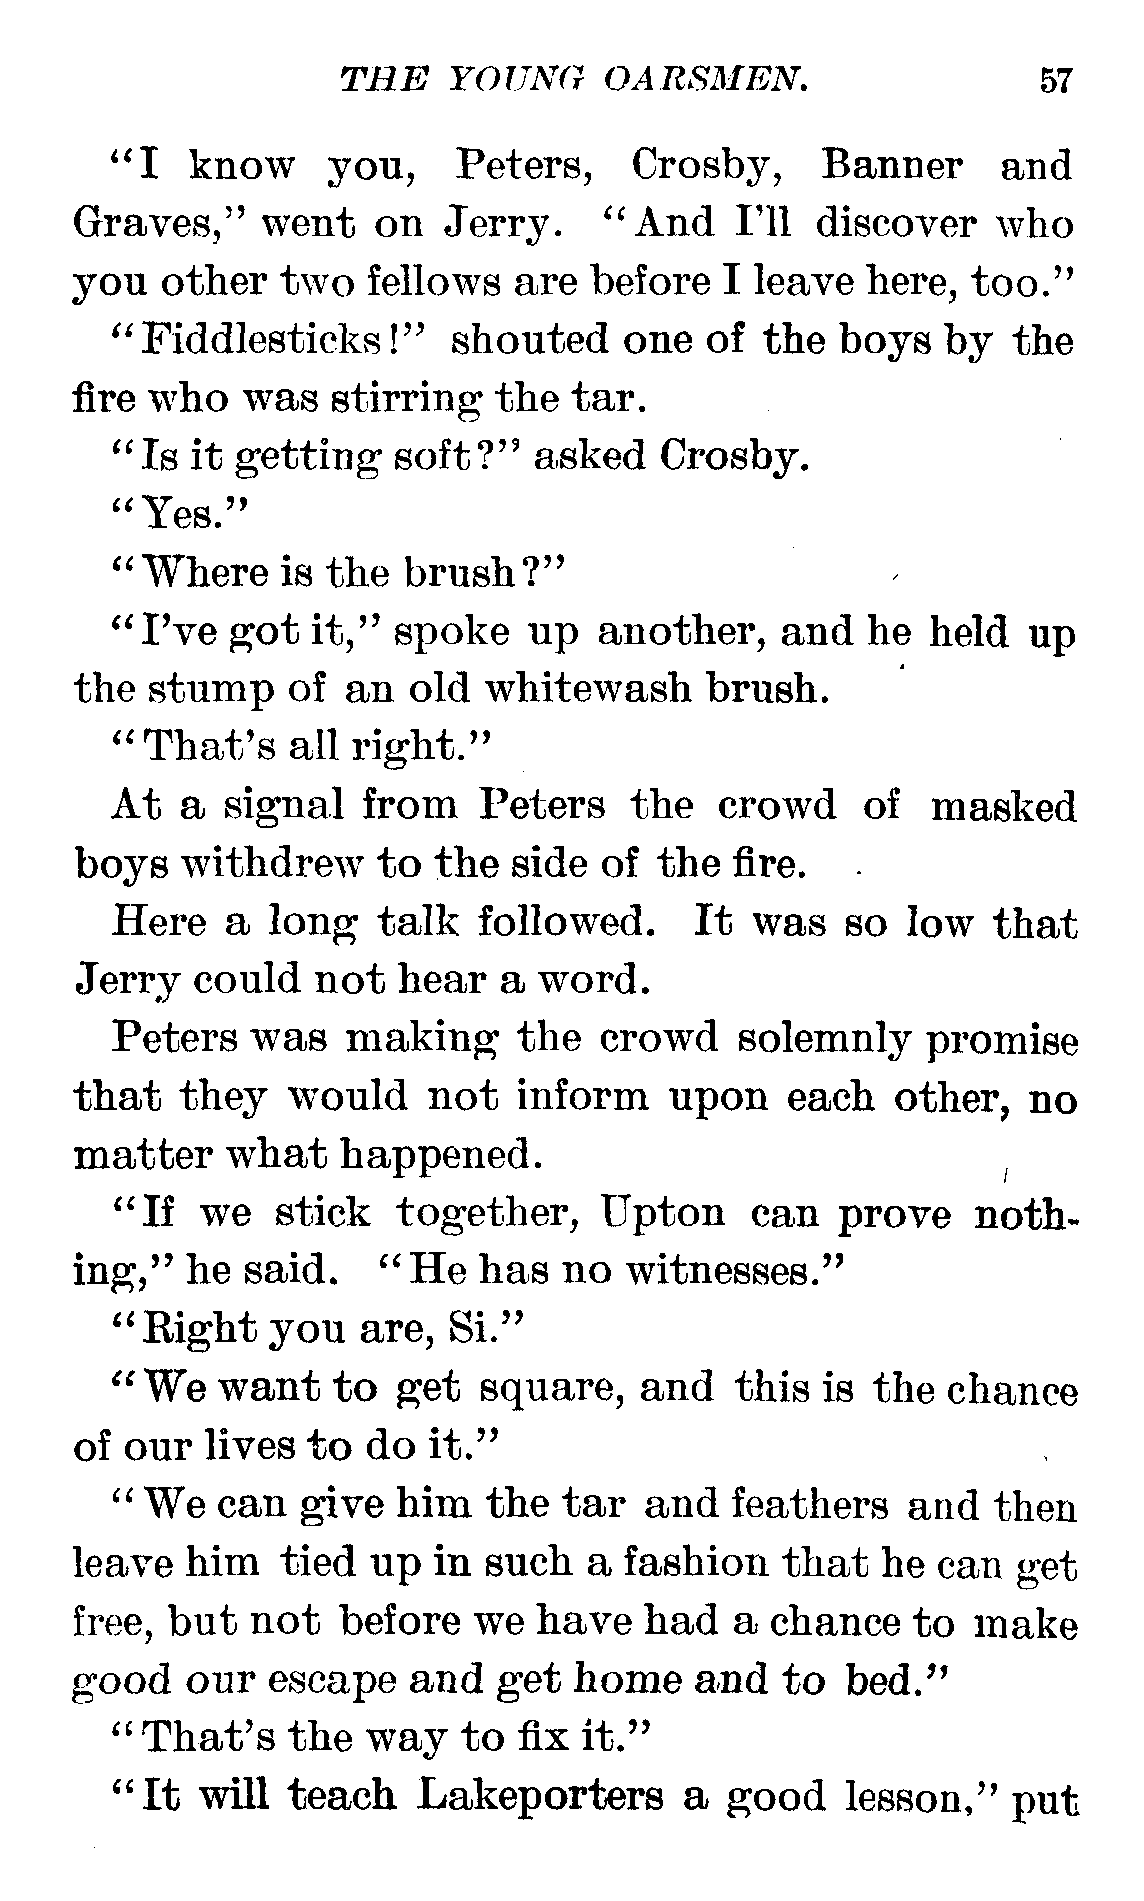 THE YOUNG OARSMEN. 57
"I know you, Peters, Crosby, Banner and
Graves," went on Jerry. "And I'll discover who
you other two fellows are before I leave here, too."
"Fiddlesticks!" shouted one of the boys by the
fire who was stirring the tar.
"Is it getting soft?" asked Crosby.
"Yes."
"Where is the brush?"
"I've got it," spoke up another, and he held up
the stump of an old whitewash brush.
"That's all right."
At a signal from Peters the crowd of masked
boys withdrew to the side of the fire.
Here a long talk followed. It was so low that
Jerry could not hear a word.
Peters was making the crowd solemnly promise
that they would not inform upon each other, no
matter what happened.
"If we stick together, Upton can prove noth-
ing," he said. "He has no witnesses."
"Right you are, Si."
"We want to get square, and this is the chance
of our lives to do it."
"We can give him the tar and feathers and then
leave him tied up in such a fashion that he can get
free, but not before we have had a chance to make
good our escape and get home and to bed."
"That's the way to fix it."
"It will teach Lakeporters a good lesson," put